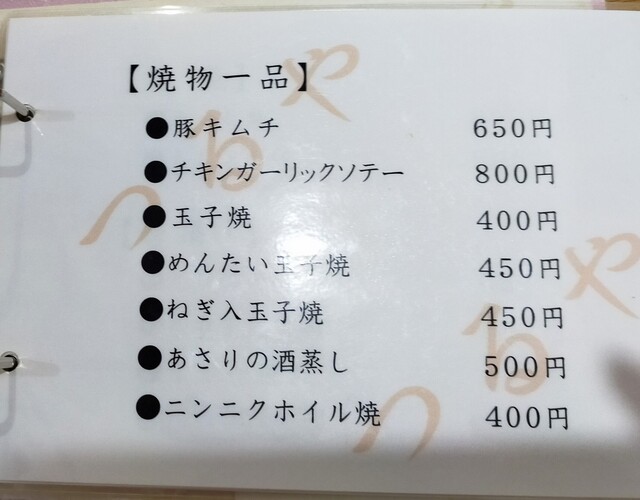 【焼物一品】
●豚キムチ 650円
●チキンガーリックソテー 800円
●玉子焼 400円
●めんたい玉子焼 450円
●ねぎ入玉子焼 450円
●あさりの酒蒸し 500円
●ニンニクホイル焼 400円